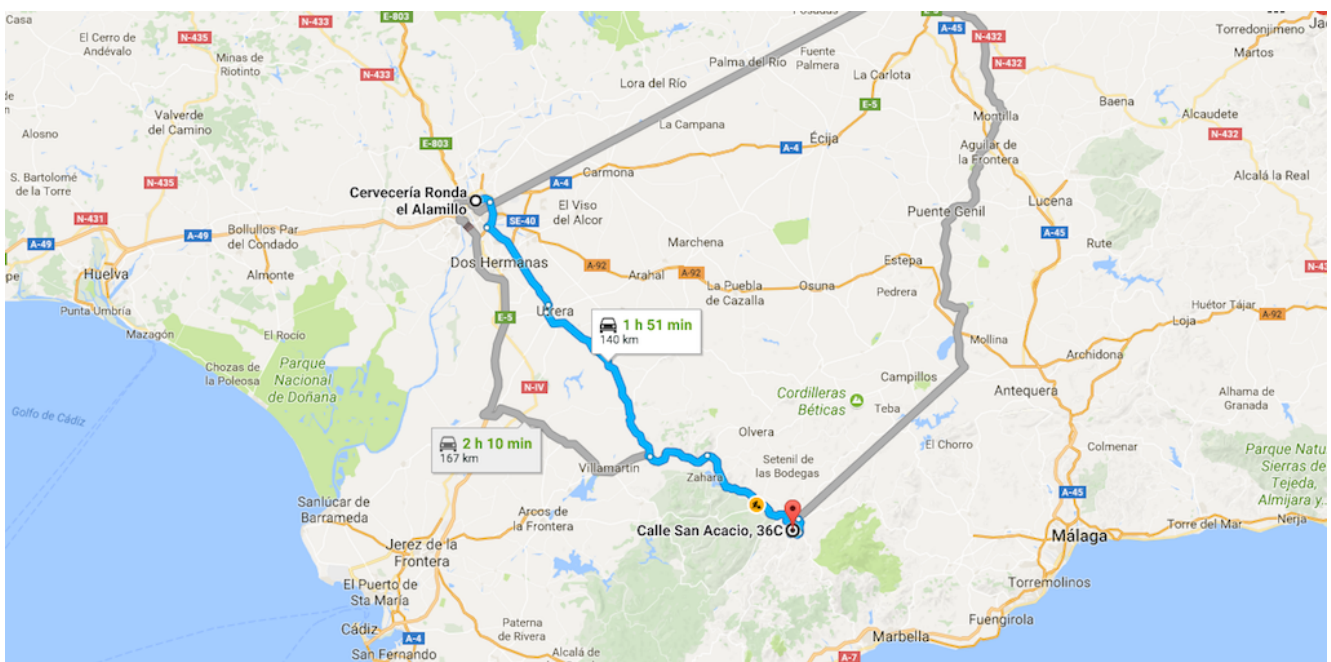 Casa
El Cerro de
Andévalo
N-433
E-803
N-435
Minas de
Riotinto
N-433
Posadas
A-45
N-432
Torredonjimeno
Martos
Palma del Río
Fuente
Palmera
N-432
Lora del Río
La Carlota
E-5
Baena
Alcaudete
Valverde
del Camino
La Campana
Montilla
N-432
Alosno
E-803
Écija
A-4
Aguilar de
la Frontera
Carmona
S. Bartolomé
de la Torre
N-435
A-4
Alcalá la Real
Cervecería Ronda
el Alamillo
El Viso
del Alcor
Lucena
N-431
SE-40
Puente Genil
A-49
A-49
Bollullos Par
del Condado
Marchena
A-45
Rute
Dos Hermanas
Estepa
Huelva
Almonte
A-92
Arahal
A-92
La Puebla
de Cazalla
Osuna
Pedrera
Punta Umbría
Utrera
Huétor Tájar
E-5
1 h 51 min
140 km
Loja
A-92
Mazagón
El Rocío
Mollina
Archidona
Chozas de
la Poleosa
Parque
Nacional
de Doñana
N-IV
Campillos
Cordilleras
Béticas
Antequera
Alhama de
Granada
Golfo de Cádiz
Teba
2 h 10 min
167 km
Olvera
El Chorro
Colmenar
Villamartin
Zahara
Setenil de
las Bodegas
Parque Natu
Sierras de
Tejeda,
Almijara y...
Sanlúcar de
Barrameda
Arcos de
la Frontera
A-45
Calle San Acacio, 36C
Torre del Mar
Nerja
Málaga
Jerez de la
Frontera
El Puerto de
Sta María
Torremolinos
Paterna
de Rivera
Fuengirola
Cádiz
A-4
Marbella
San Fernando
Alcalá de
A-7